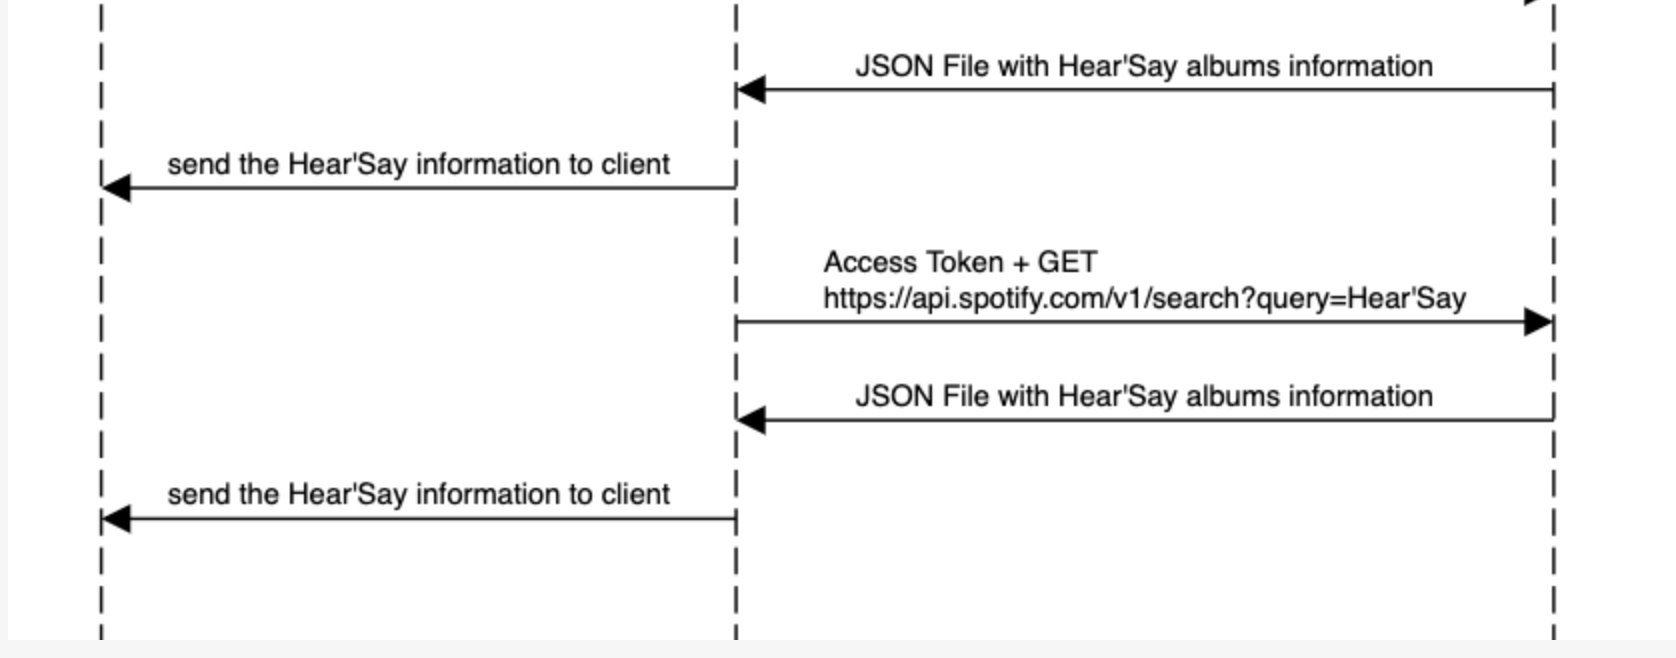 JSON File with Hear'Say albums information
send the Hear'Say information to client
Access Token + GET
https://api.spotify.com/v1/search?query=Hear'Say
JSON File with Hear'Say albums information
send the Hear'Say information to client